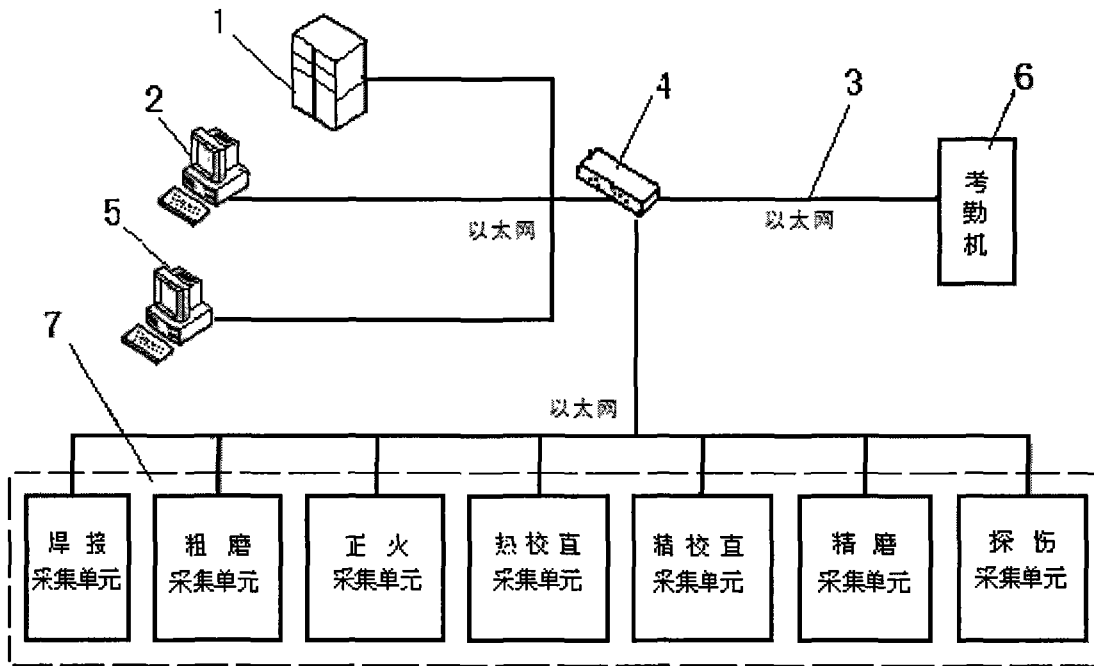 1
2
4
3
6
考
勤
机
5
以太网
以太网
7
以太网
焊接
采集单元
粗磨
采集单元
正火
采集单元
热校直
采集单元
精校直
采集单元
精磨
采集单元
探伤
采集单元